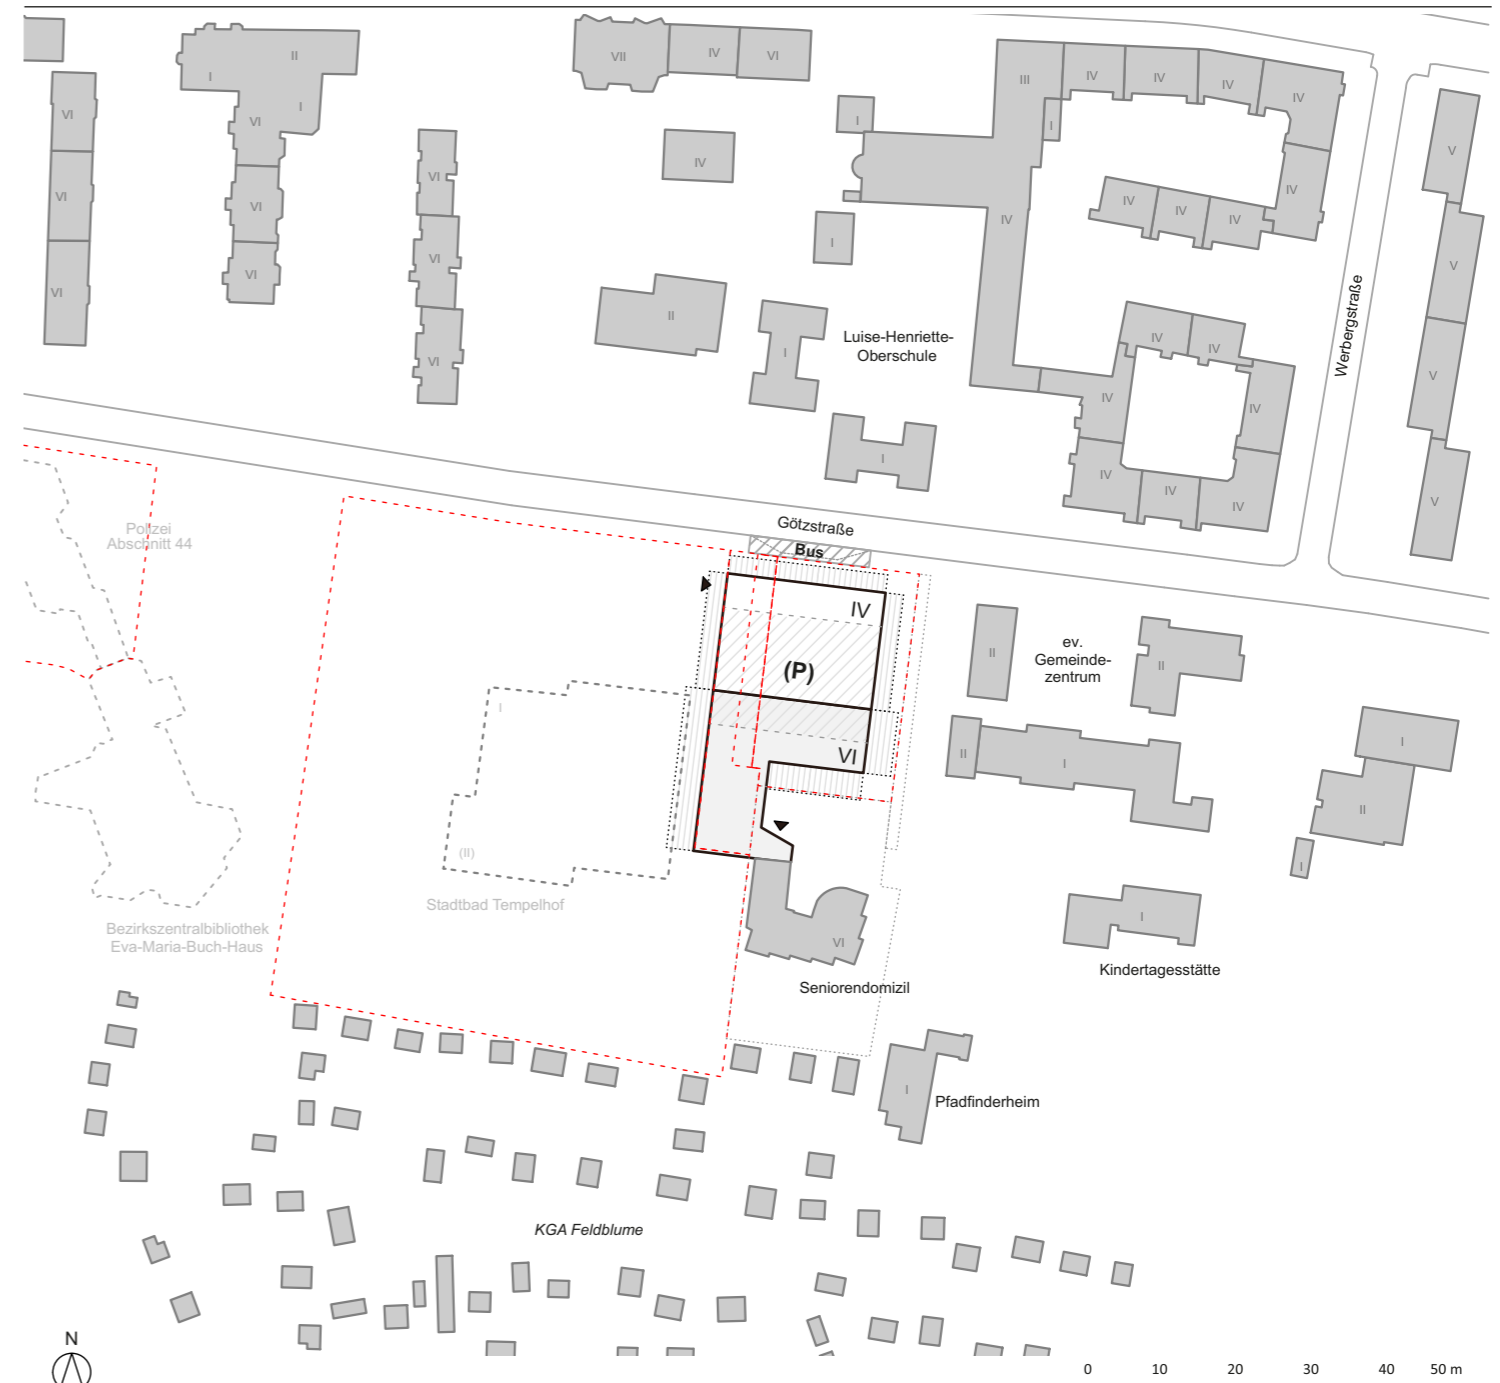 II
VII
IV
VI
I
I
III
IV
IV
IV
IV
VI
I
VI
I
I
V
IV
VI
VI
IV
IV
VI
IV
IV
IV
IV
I
VI
VI
VI
V
VI
Werbergstraße
II
Luise-Henriette-
Oberschule
I
IV
IV
VI
V
IV
IV
I
IV
IV
IV
V
Götzstraße
Polizei
Abschnitt 44
Bus
IV
(P)
II
ev.
Gemeinde-
zentrum
II
I
VI
II
I
I
II
(II)
I
Stadtbad Tempelhof
Bezirkszentralbibliothek
Eva-Maria-Buch-Haus
VI
I
Kindertagesstätte
Seniorendomizil
I
Pfadfinderheim
KGA Feldblume
N
0 10 20 30 40 50 m